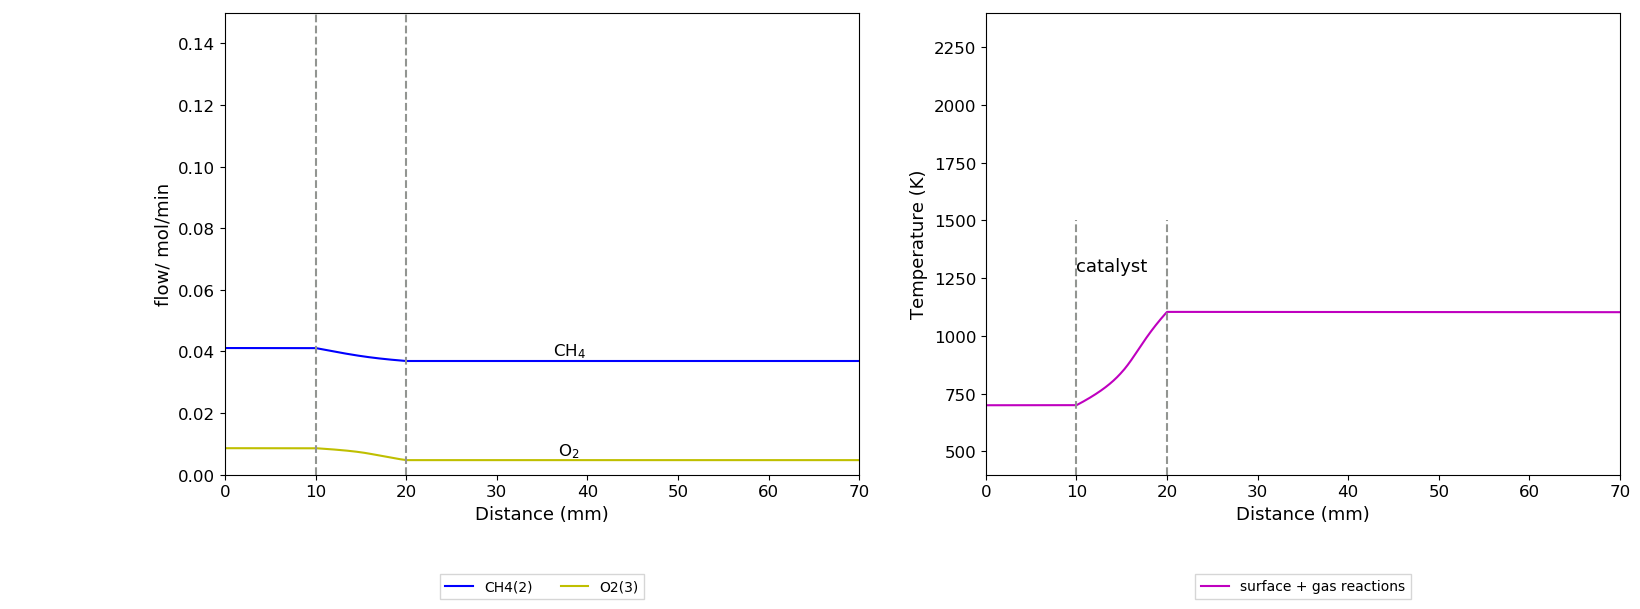 0.14
0.12
0.10
0.08
0.06
0.04
0.02
0.00
flow/ mol/min
CH₄
O₂
0 10 20 30 40 50 60 70
Distance (mm)
CH4(2) O2(3)
2250
2000
1750
1500
1250
1000
750
500
Temperature (K)
catalyst
0 10 20 30 40 50 60 70
Distance (mm)
surface + gas reactions